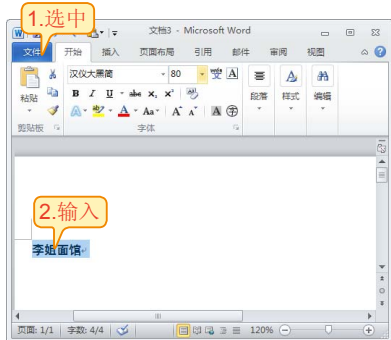 1.选中
文档3 - Microsoft Word
文件 开始 插入 页面布局 引用 邮件 审阅 视图
汉仪大黑简 80
粘贴 段落 样式 编辑
剪贴板 字体
2.输入
李姐面馆
页面: 1/1 字数: 4/4 120%